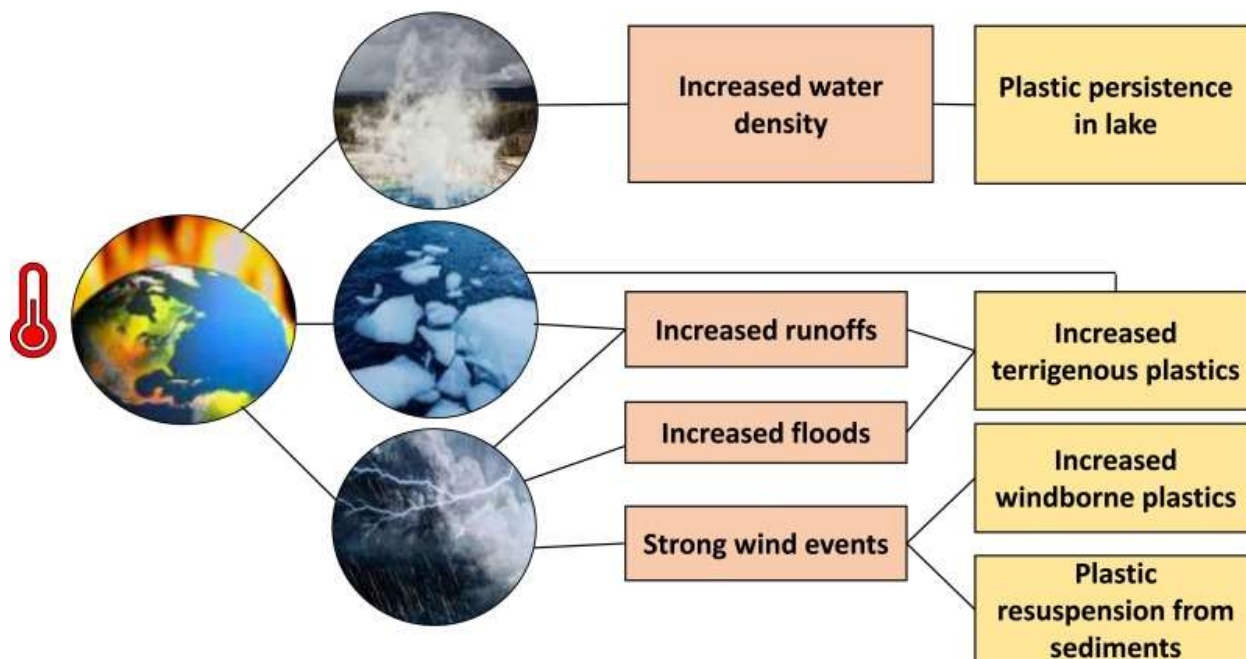 Increased water
density
Plastic persistence
in lake
Increased runoffs
Increased terrigenous plastics
Increased floods
Increased
windborne plastics
Strong wind events
Plastic
resuspension from
sediments